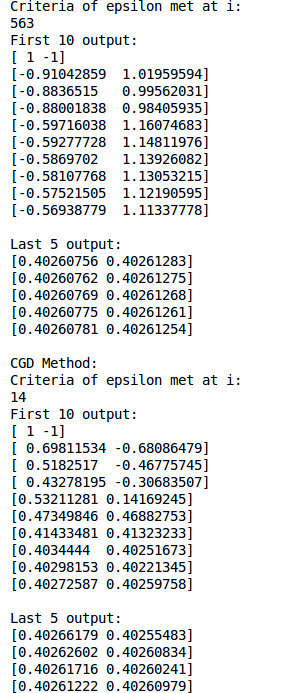 Criteria of epsilon met at i:
563
First 10 output:
[ 1 -1]
[-0.91042859  1.01959594]
[-0.8836515   0.99562031]
[-0.88001838  0.98405935]
[-0.59716038  1.16074683]
[-0.59277728  1.14811976]
[-0.5869702   1.13926082]
[-0.58107768  1.13053215]
[-0.57521505  1.12190595]
[-0.56938779  1.11337778]
Last 5 output:
[0.40260756 0.40261283]
[0.40260762 0.40261275]
[0.40260769 0.40261268]
[0.40260775 0.40261261]
[0.40260781 0.40261254]
CGD Method:
Criteria of epsilon met at i:
14
First 10 output:
[ 1 -1]
[ 0.69811534 -0.68086479]
[ 0.5182517  -0.46775745]
[ 0.43278195 -0.30683507]
[0.53211281 0.14169245]
[0.47349846 0.46882753]
[0.41433481 0.41323233]
[0.4034444  0.40251673]
[0.40298153 0.40221345]
[0.40272587 0.40259758]
Last 5 output:
[0.40266179 0.40255483]
[0.40262602 0.40260834]
[0.40261716 0.40260241]
[0.40261222 0.40260979]